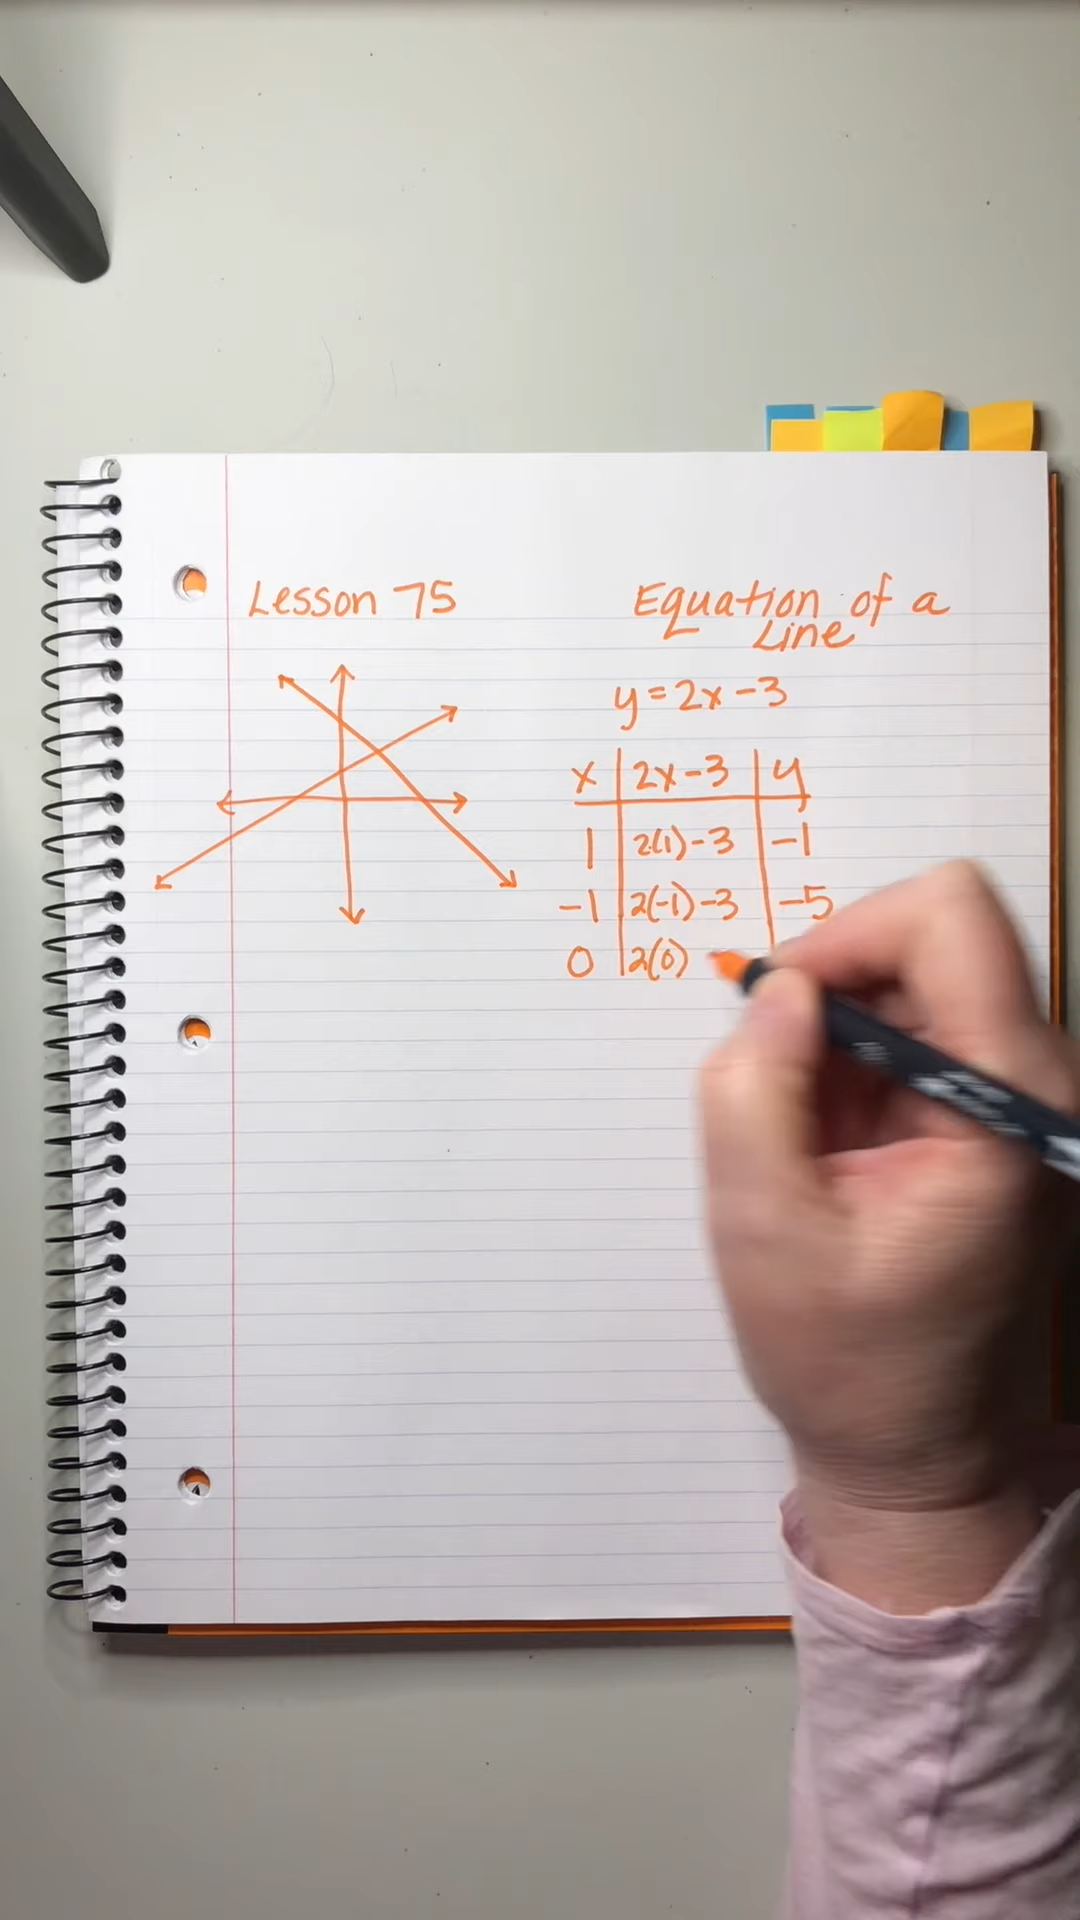 Lesson 75
Equation of a
Line
y = 2x - 3
x | 2x - 3 | y
1 | 2(1) - 3 | -1
-1 | 2(-1) - 3 | -5
0 | 2(0)